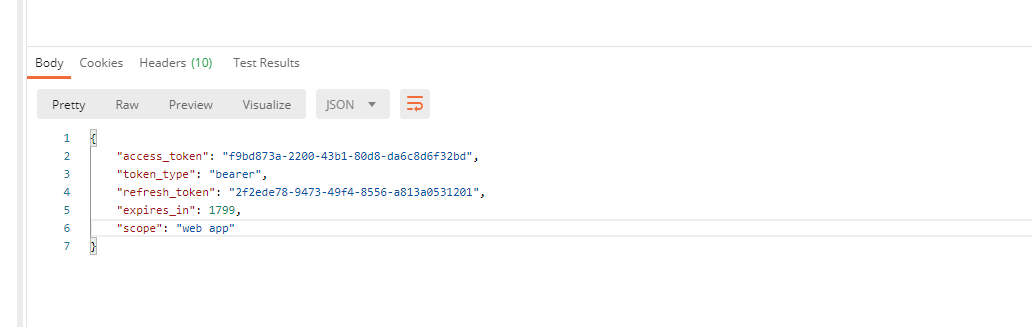 Body Cookies Headers (10) Test Results
Pretty Raw Preview Visualize JSON
1 {
2 "access_token": "f9bd873a-2200-43b1-80d8-da6c8d6f32bd",
3 "token_type": "bearer",
4 "refresh_token": "2f2ede78-9473-49f4-8556-a813a0531201",
5 "expires_in": 1799,
6 "scope": "web app"
7 }